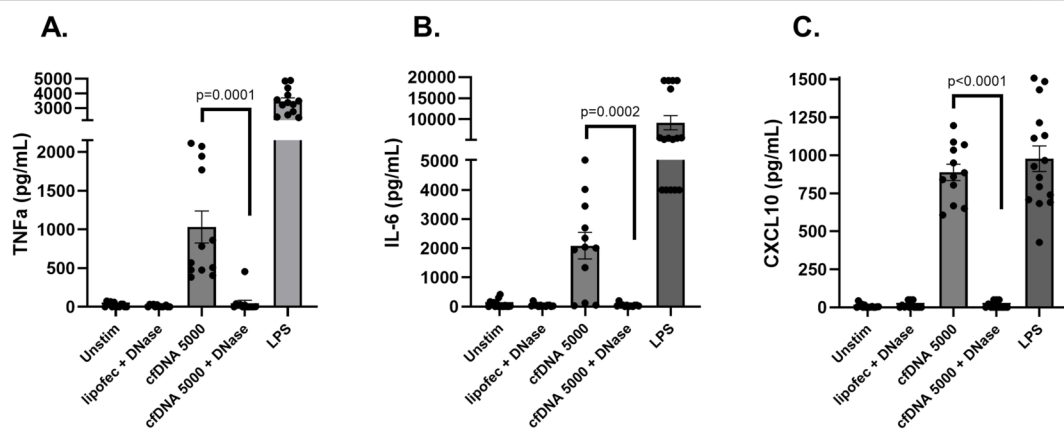 A.
TNFa (pg/mL)
5000
4000
3000
2000
1500
1000
500
0
p=0.0001
Unstim
lipofec + DNase
cfDNA 5000
cfDNA 5000 + DNase
LPS
B.
IL-6 (pg/mL)
20000
15000
10000
5000
4000
3000
2000
1000
0
p=0.0002
Unstim
lipofec + DNase
cfDNA 5000
cfDNA 5000 + DNase
LPS
C.
CXCL10 (pg/mL)
1500
1250
1000
750
500
250
0
p<0.0001
Unstim
lipofec + DNase
cfDNA 5000
cfDNA 5000 + DNase
LPS